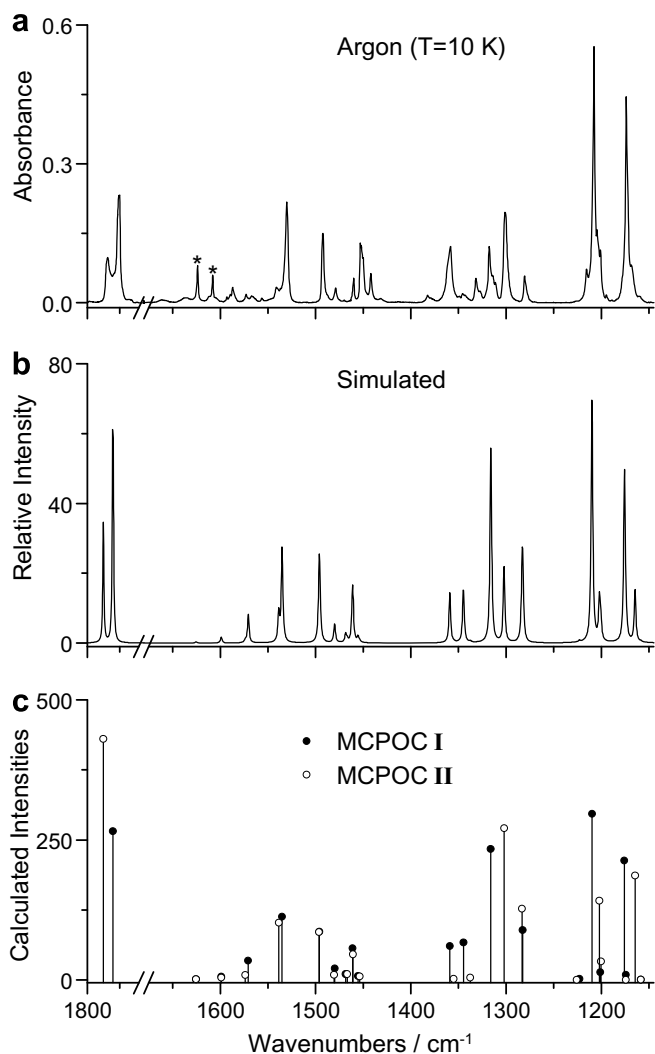 a
0.6
Argon (T=10 K)
Absorbance
0.3
* *
0.0
b
80
Simulated
Relative Intensity
40
0
c
500
MCPOC I
MCPOC II
Calculated Intensities
250
0
1800 1600 1500 1400 1300 1200
Wavenumbers / cm-1